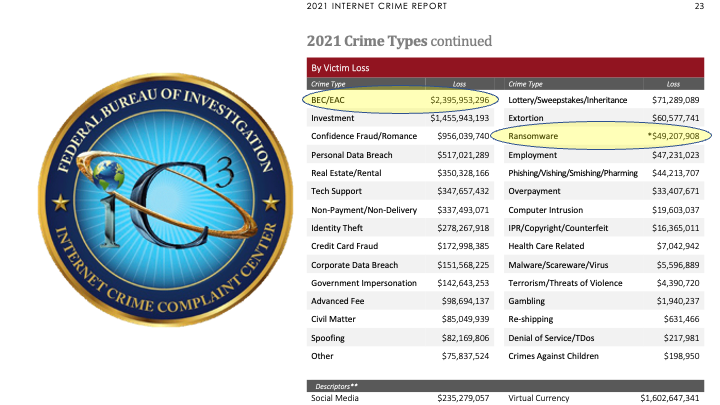 2021 INTERNET CRIME REPORT 23
2021 Crime Types continued
By Victim Loss
Crime Type Loss Crime Type Loss
BEC/EAC $2,395,953,296 Lottery/Sweepstakes/Inheritance $71,289,089
Investment $1,455,943,193 Extortion $60,577,741
Confidence Fraud/Romance $956,039,740 Ransomware *$49,207,908
Personal Data Breach $517,021,289 Employment $47,231,023
Real Estate/Rental $350,328,166 Phishing/Vishing/Smishing/Pharming $44,213,707
Tech Support $347,657,432 Overpayment $33,407,671
Non-Payment/Non-Delivery $337,493,071 Computer Intrusion $19,603,037
Identity Theft $278,267,918 IPR/Copyright/Counterfeit $16,365,011
Credit Card Fraud $172,998,385 Health Care Related $7,042,942
Corporate Data Breach $151,568,225 Malware/Scareware/Virus $5,596,889
Government Impersonation $142,643,253 Terrorism/Threats of Violence $4,390,720
Advanced Fee $98,694,137 Gambling $1,940,237
Civil Matter $85,049,939 Re-shipping $631,466
Spoofing $82,169,806 Denial of Service/TDos $217,981
Other $75,837,524 Crimes Against Children $198,950
Descriptors**
Social Media $235,279,057 Virtual Currency $1,602,647,341
FEDERAL BUREAU OF INVESTIGATION
iC3
INTERNET CRIME COMPLAINT CENTER